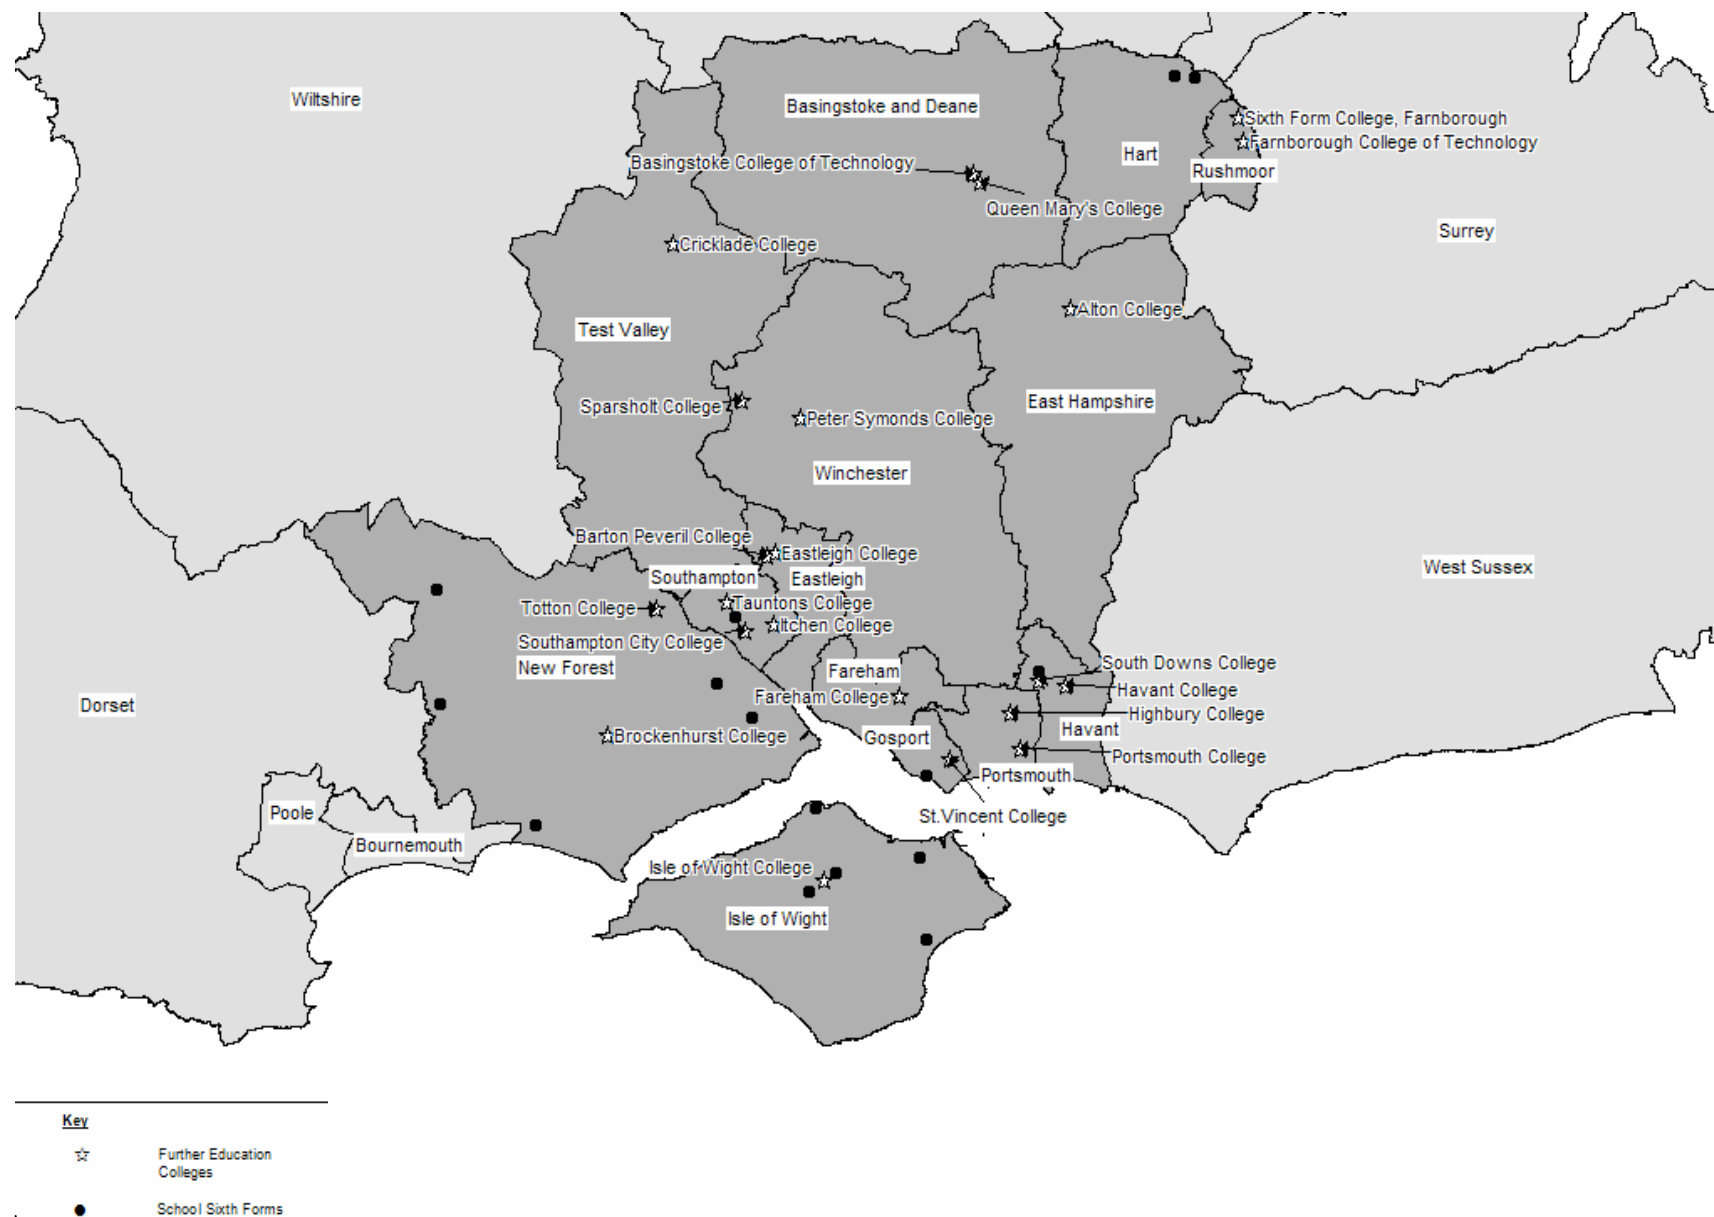 Wiltshire
Basingstoke and Deane
Sixth Form College, Farnborough
Farnborough College of Technology
Hart
Basingstoke College of Technology
Rushmoor
Queen Mary's College
Surrey
Cricklade College
Alton College
Test Valley
East Hampshire
Sparsholt College
Peter Symonds College
Winchester
Barton Peveril College
Eastleigh College
West Sussex
Southampton
Eastleigh
Tauntons College
Totton College
Itchen College
Southampton City College
New Forest
Fareham
South Downs College
Havant College
Fareham College
Dorset
Highbury College
Havant
Brockenhurst College
Gosport
Portsmouth College
Portsmouth
Poole
St.Vincent College
Bournemouth
Isle of Wight College
Isle of Wight
Key
Further Education
Colleges
School Sixth Forms